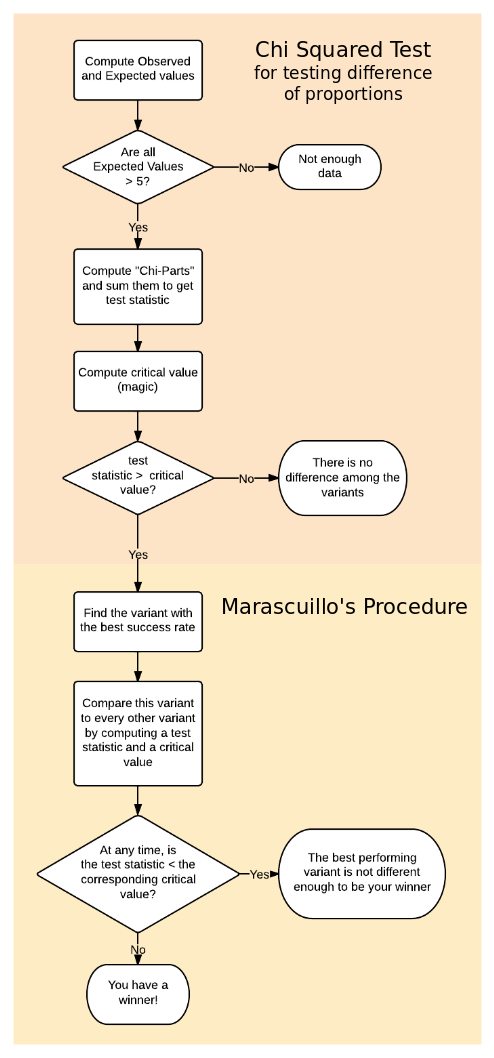 Chi Squared Test
for testing difference
of proportions
Compute Observed
and Expected values
Are all
Expected Values
> 5?
No
Not enough
data
Yes
Compute "Chi-Parts"
and sum them to get
test statistic
Compute critical value
(magic)
test
statistic >  critical
value?
No
There is no
difference among the
variants
Yes
Marascuillo's Procedure
Find the variant with
the best success rate
Compare this variant
to every other variant
by computing a test
statistic and a critical
value
At any time, is
the test statistic < the
corresponding critical
value?
Yes
The best performing
variant is not different
enough to be your winner
No
You have a
winner!